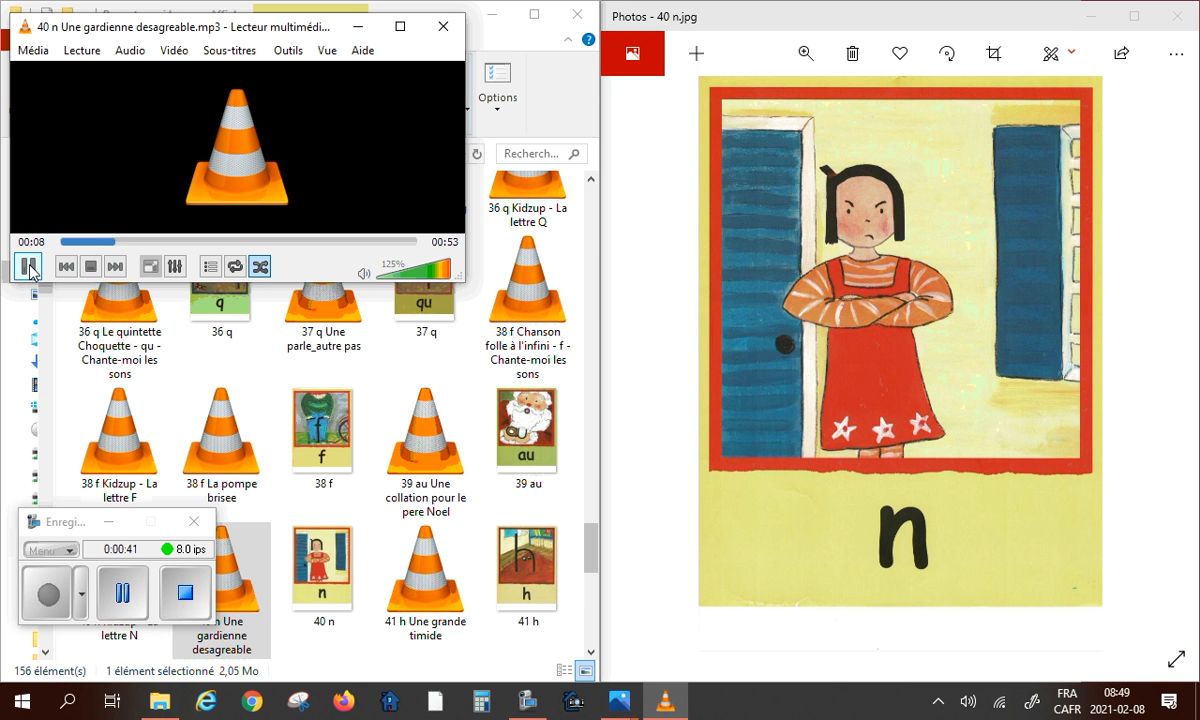 40 n Une gardienne desagreable.mp3 - Lecteur multimédi...
Média Lecture Audio Vidéo Sous-titres Outils Vue Aide
00:08 00:53
125%
Options
Recherch...
36 q Kidzup - La
lettre Q
q
qu
36 q Le quintette
Choquette - qu -
Chante-moi les
sons
36 q
37 q Une
parle_autre pas
37 q
38 f Chanson
folle à l'infini - f -
Chante-moi les
sons
f
au
38 f Kidzup - La
lettre F
38 f La pompe
brisee
38 f
39 au Une
collation pour le
pere Noel
39 au
Enregi...
Menu
0:00:41 8.0 ips
n
h
lettre N
gardienne
desagreable
40 n
41 h Une grande
timide
41 h
156 élément(s) 1 élément sélectionné 2,05 Mo
Photos - 40 n.jpg
n
FRA
CAFR
08:49
2021-02-08